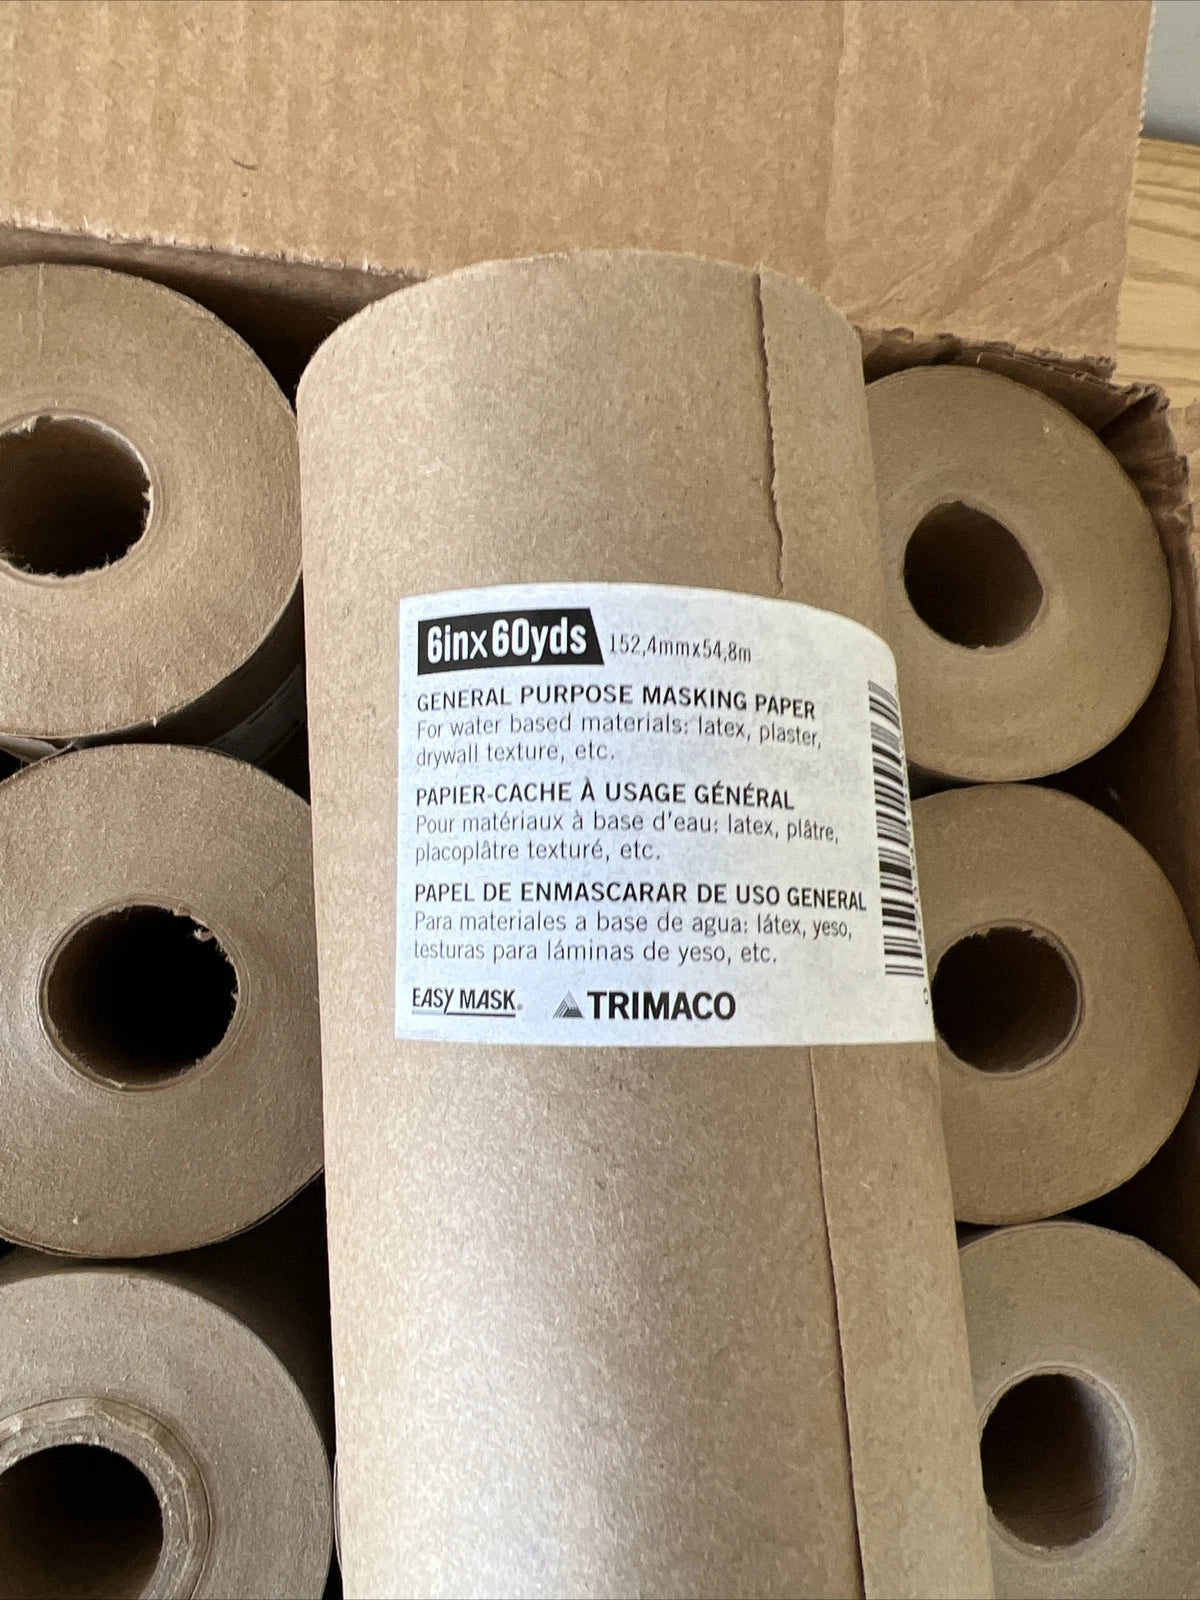 6inx60yds 152,4mmx54,8m
GENERAL PURPOSE MASKING PAPER
For water based materials: latex, plaster,
drywall texture, etc.
PAPIER-CACHE À USAGE GÉNÉRAL
Pour matériaux à base d'eau: latex, plâtre,
placoplâtre texturé, etc.
PAPEL DE ENMASCARAR DE USO GENERAL
Para materiales a base de agua: látex, yeso,
testuras para láminas de yeso, etc.
EASY MASK® TRIMACO